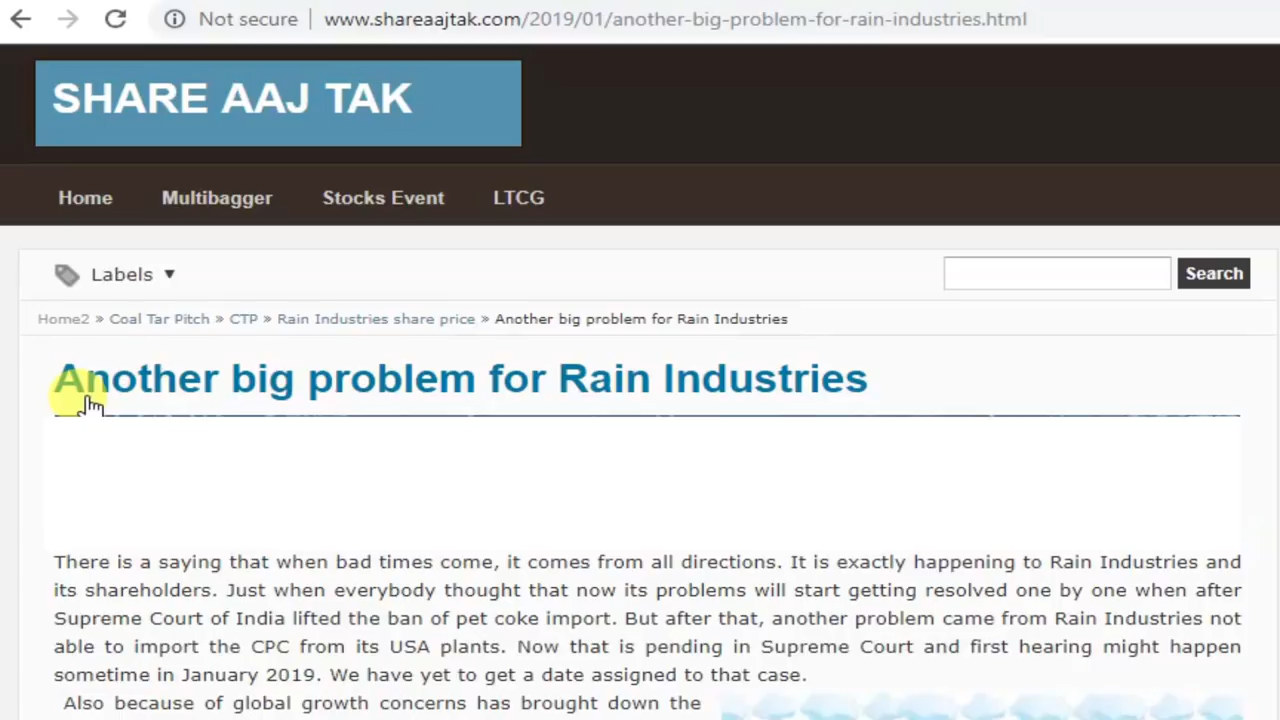 Not secure | www.shareaajtak.com/2019/01/another-big-problem-for-rain-industries.html
SHARE AAJ TAK
Home Multibagger Stocks Event LTCG
Labels ▼ Search
Home2 » Coal Tar Pitch » CTP » Rain Industries share price » Another big problem for Rain Industries
Another big problem for Rain Industries
There is a saying that when bad times come, it comes from all directions. It is exactly happening to Rain Industries and
its shareholders. Just when everybody thought that now its problems will start getting resolved one by one when after
Supreme Court of India lifted the ban of pet coke import. But after that, another problem came from Rain Industries not
able to import the CPC from its USA plants. Now that is pending in Supreme Court and first hearing might happen
sometime in January 2019. We have yet to get a date assigned to that case.
Also because of global growth concerns has brought down the